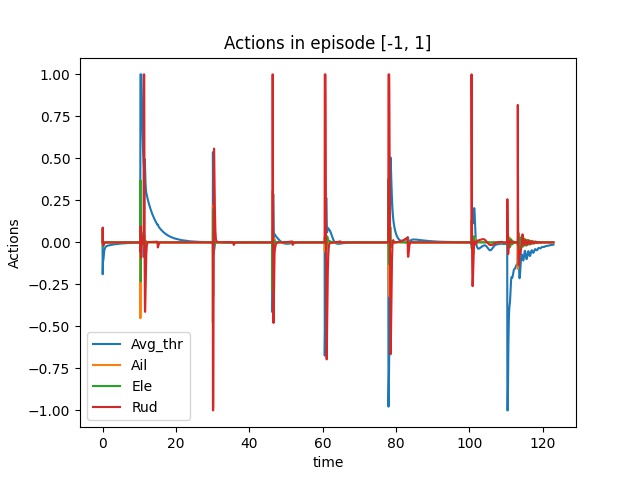 Actions in episode [-1, 1]
1.00
0.75
0.50
0.25
0.00
−0.25
−0.50
−0.75
−1.00
Actions
Avg_thr
Ail
Ele
Rud
0 20 40 60 80 100 120
time